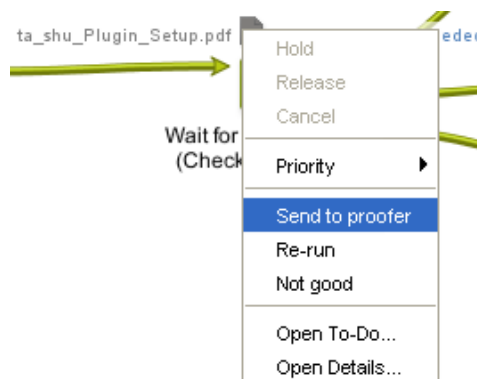 ta_shu_Plugin_Setup.pdf
Hold
Release
Cancel
Wait for
(Check
Priority
Send to proofer
Re-run
Not good
Open To-Do...
Open Details...